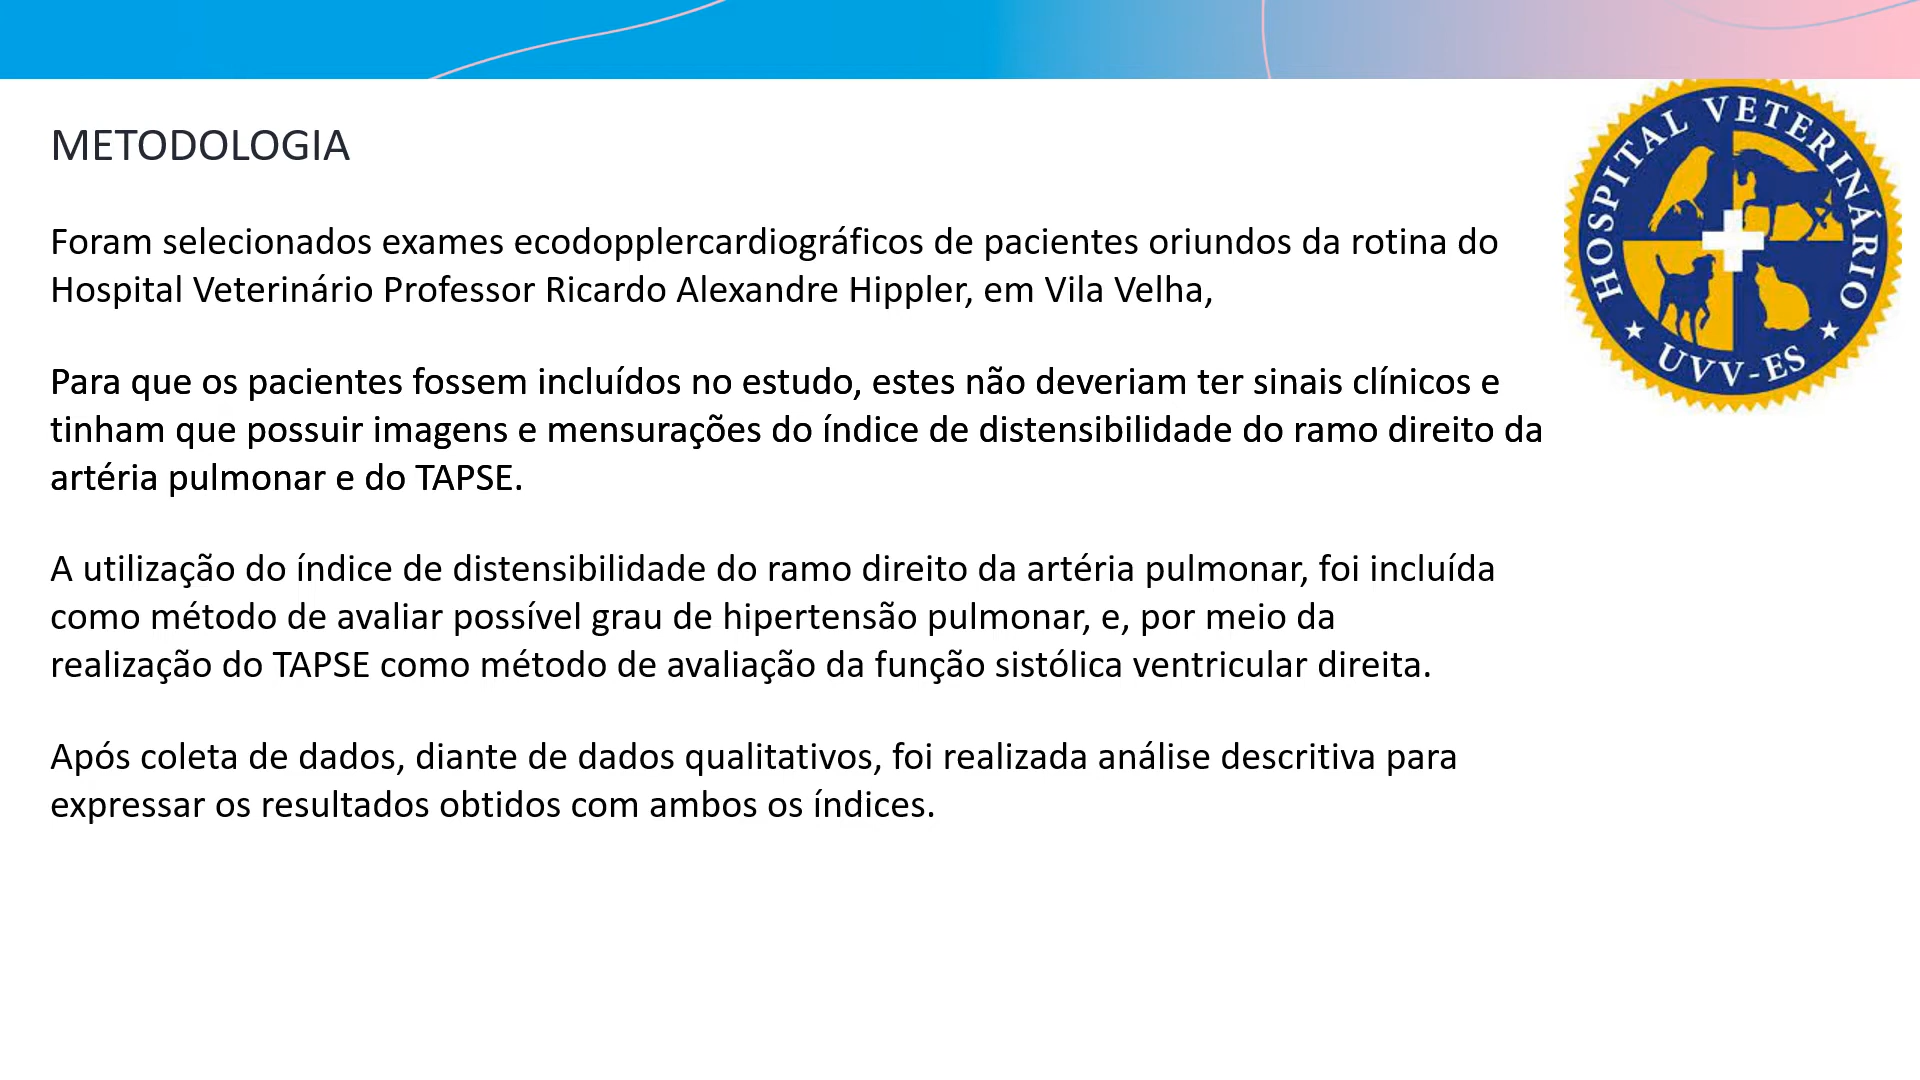 METODOLOGIA
HOSPITAL VETERINÁRIO
UVV-ES
Foram selecionados exames ecodopplercardiográficos de pacientes oriundos da rotina do
Hospital Veterinário Professor Ricardo Alexandre Hippler, em Vila Velha,
Para que os pacientes fossem incluídos no estudo, estes não deveriam ter sinais clínicos e
tinham que possuir imagens e mensurações do índice de distensibilidade do ramo direito da
artéria pulmonar e do TAPSE.
A utilização do índice de distensibilidade do ramo direito da artéria pulmonar, foi incluída
como método de avaliar possível grau de hipertensão pulmonar, e, por meio da
realização do TAPSE como método de avaliação da função sistólica ventricular direita.
Após coleta de dados, diante de dados qualitativos, foi realizada análise descritiva para
expressar os resultados obtidos com ambos os índices.